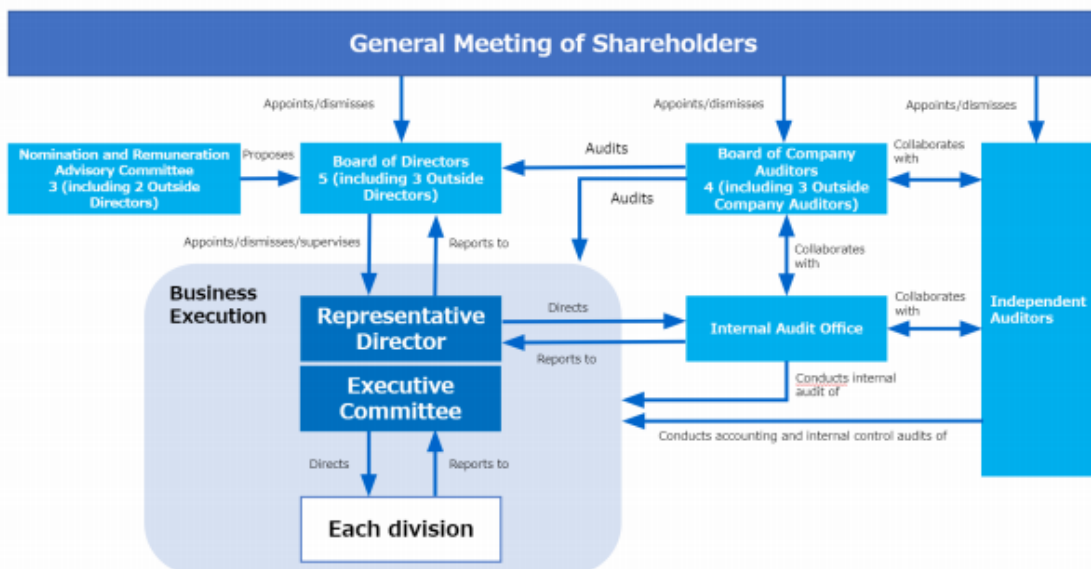 General Meeting of Shareholders
Appoints/dismisses
Appoints/dismisses
Appoints/dismisses
Nomination and Remuneration
Advisory Committee
3 (including 2 Outside
Directors)
Proposes
Board of Directors
5 (including 3 Outside
Directors)
Audits
Audits
Board of Company
Auditors
4 (including 3 Outside
Company Auditors)
Collaborates
with
Appoints/dismisses/supervises
Reports to
Collaborates
with
Business
Execution
Representative
Director
Directs
Reports to
Internal Audit Office
Collaborates
with
Independent
Auditors
Executive
Committee
Conducts internal
audit of
Conducts accounting and internal control audits of
Directs
Reports to
Each division